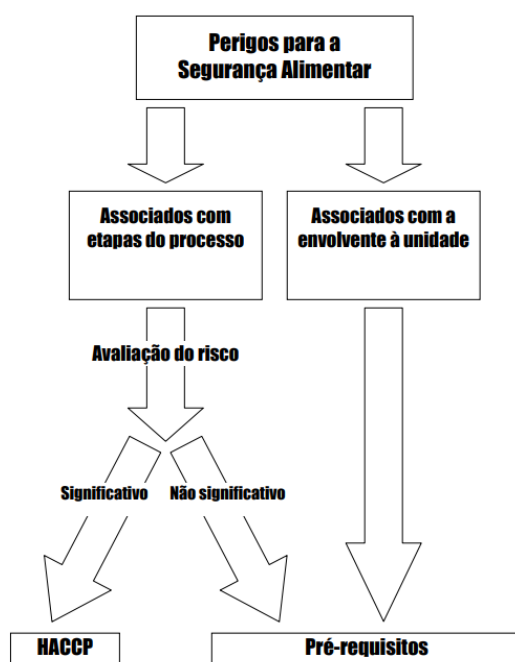 Perigos para a
Segurança Alimentar
Associados com
etapas do processo
Associados com a
envolvente à unidade
Avaliação do risco
Significativo
Não significativo
HACCP
Pré-requisitos